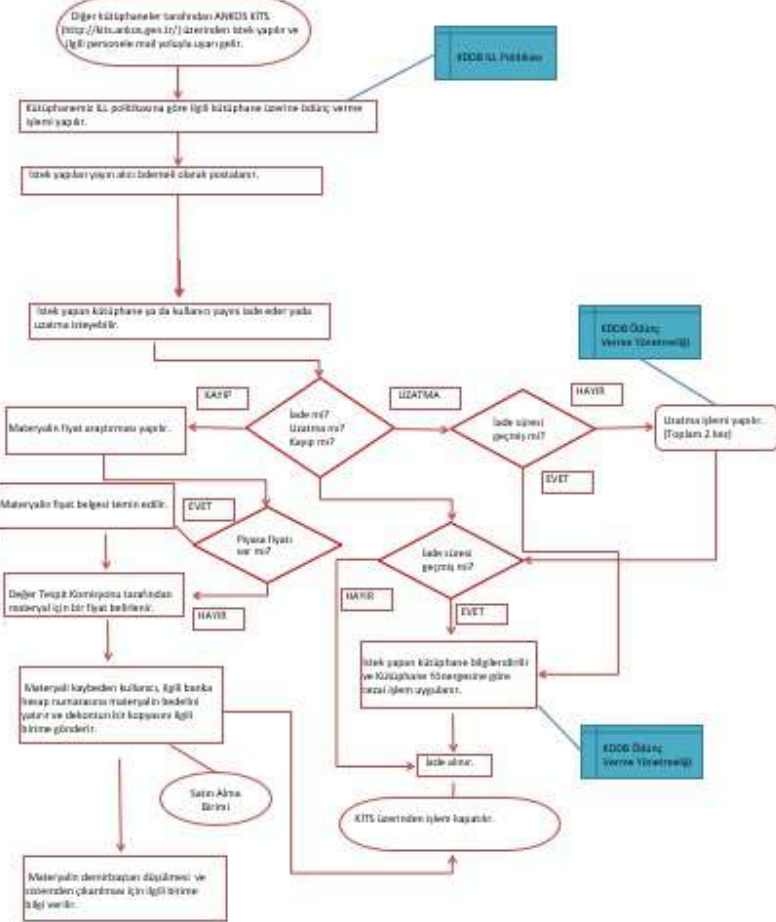 Diğer kütüphaneler tarafından ANKOS KİTS
(http://kits.ankos.gen.tr/) üzerinden istek yapılır ve
ilgili personele mail yoluyla uyarı gelir.
KDDB ILL Politikası
Kütüphanemiz ILL politikasına göre ilgili kütüphane üzerine ödünç verme
işlemi yapılır.
İstek yapılan yayın alıcı ödemeli olarak postalanır.
İstek yapan kütüphane ya da kullanıcı yayını iade eder yada
uzatma isteyebilir.
KDDB Ödünç
Verme Yönetmeliği
KAYIP
UZATMA
HAYIR
Materyalin fiyat araştırması yapılır.
İade mi?
Uzatma mı?
Kayıp mı?
İade süresi
geçmiş mi?
Uzatma işlemi yapılır.
(Toplam 2 kez)
EVET
Materyalin fiyat belgesi temin edilir.
EVET
Piyasa fiyatı
var mı?
İade süresi
geçmiş mi?
Değer Tespit Komisyonu tarafından
materyal için bir fiyat belirlenir.
HAYIR
HAYIR
EVET
İstek yapan kütüphane bilgilendirilir
ve Kütüphane Yönergesine göre
cezai işlem uygulanır.
Materyali kaybeden kullanıcı, ilgili banka
hesap numarasına materyalin bedelini
yatırır ve dekontun bir kopyasını ilgili
birime gönderir.
KDDB Ödünç
Verme Yönetmeliği
İade alınır.
Satın Alma
Birimi
KİTS üzerinden işlem kapatılır.
Materyalin demirbaştan düşülmesi ve
sistemden çıkarılması için ilgili birime
bilgi verilir.